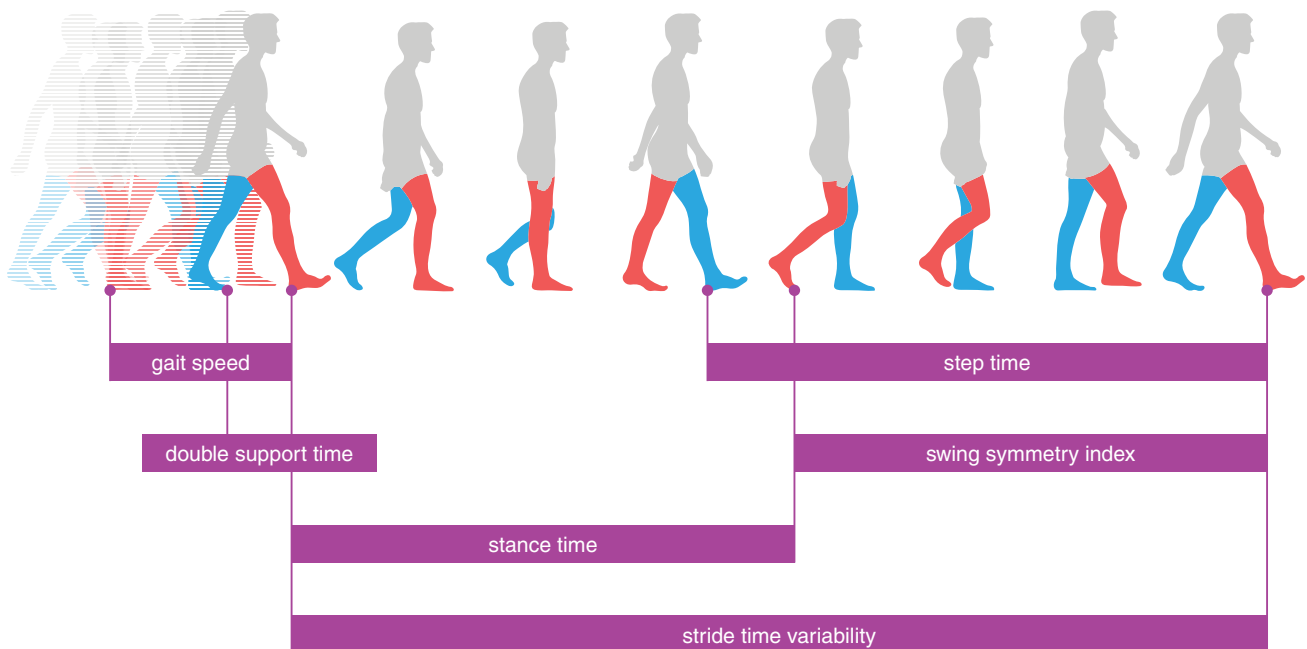 gait speed
step time
double support time
swing symmetry index
stance time
stride time variability